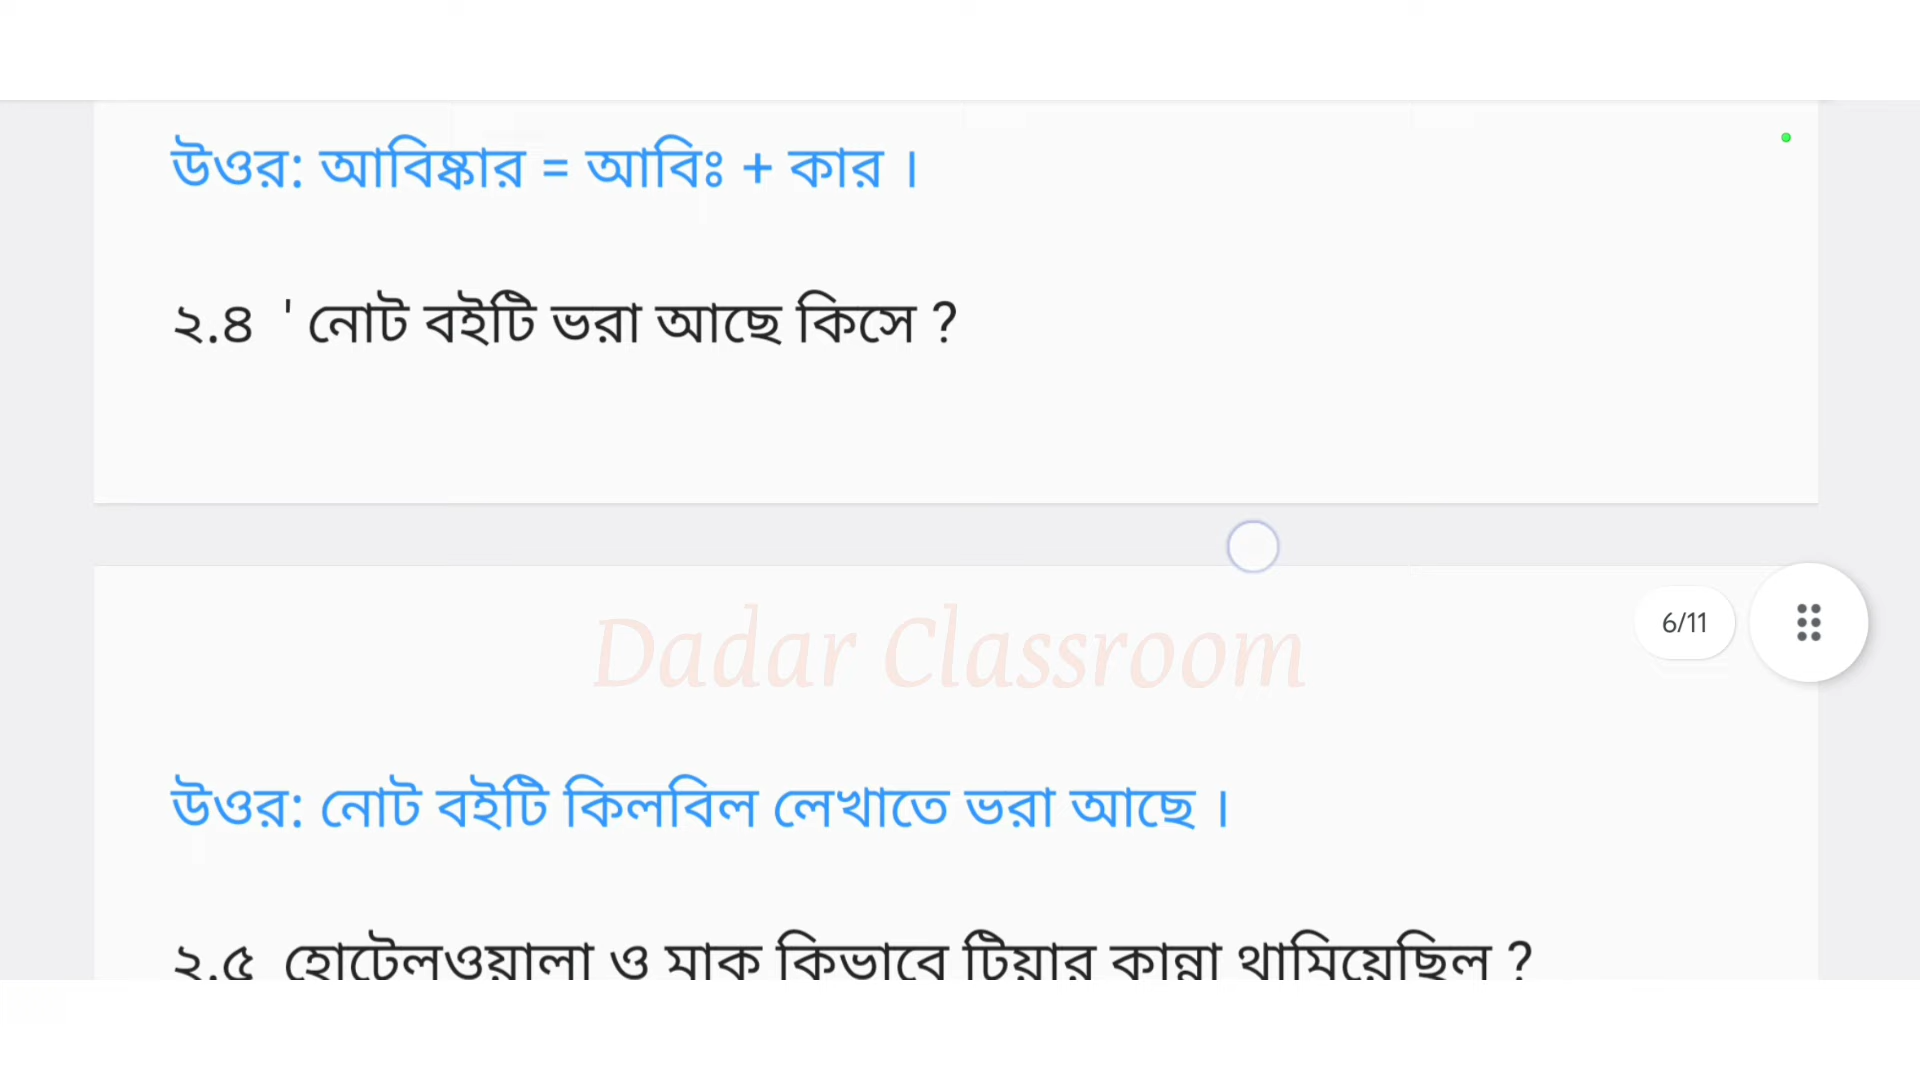 উওর: আবিষ্কার = আবিঃ + কার ।
২.৪ ' নোট বইটি ভরা আছে কিসে ?
Dadar Classroom
6/11
উওর: নোট বইটি কিলবিল লেখাতে ভরা আছে ।
২.৫ হোটেলওয়ালা ও মাক কিভাবে টিয়ার কান্না থামিয়েছিল ?